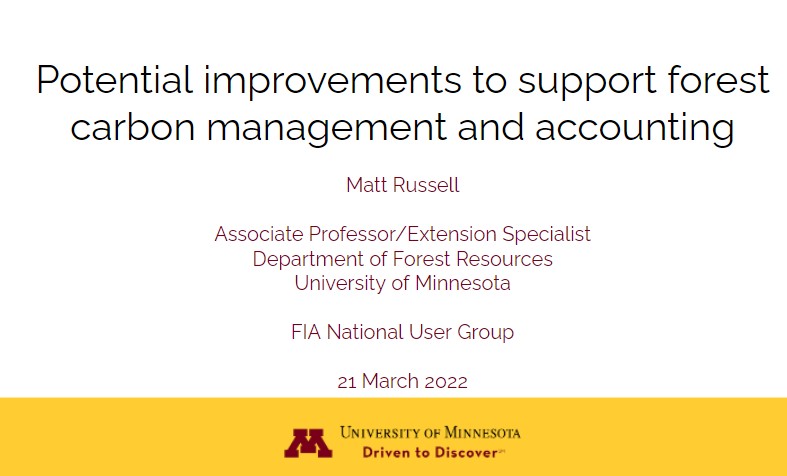 Potential improvements to support forest
carbon management and accounting
Matt Russell
Associate Professor/Extension Specialist
Department of Forest Resources
University of Minnesota
FIA National User Group
21 March 2022
M
UNIVERSITY OF MINNESOTA
Driven to Discover℠